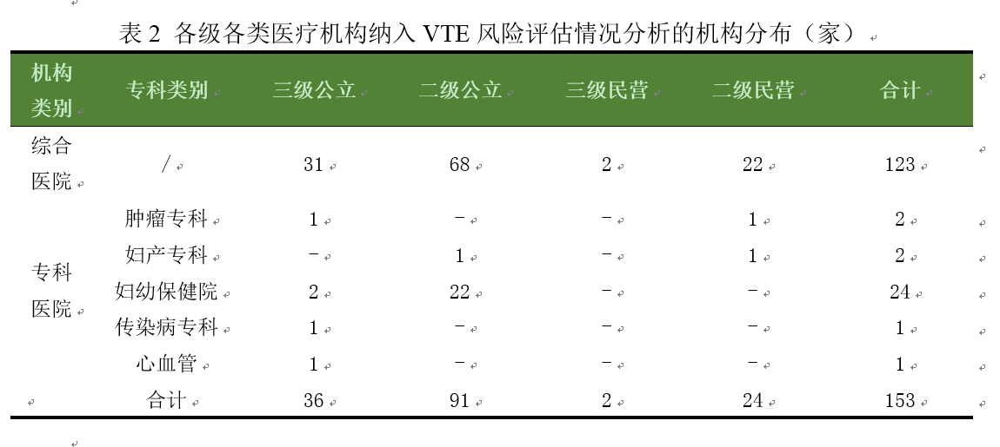 表 2 各级各类医疗机构纳入 VTE 风险评估情况分析的机构分布（家）
机构类别 专科类别 三级公立 二级公立 三级民营 二级民营 合计
综合医院 / 31 68 2 22 123
专科医院 肿瘤专科 1 - - 1 2
妇产专科 - 1 - 1 2
妇幼保健院 2 22 - - 24
传染病专科 1 - - - 1
心血管 1 - - - 1
合计 36 91 2 24 153